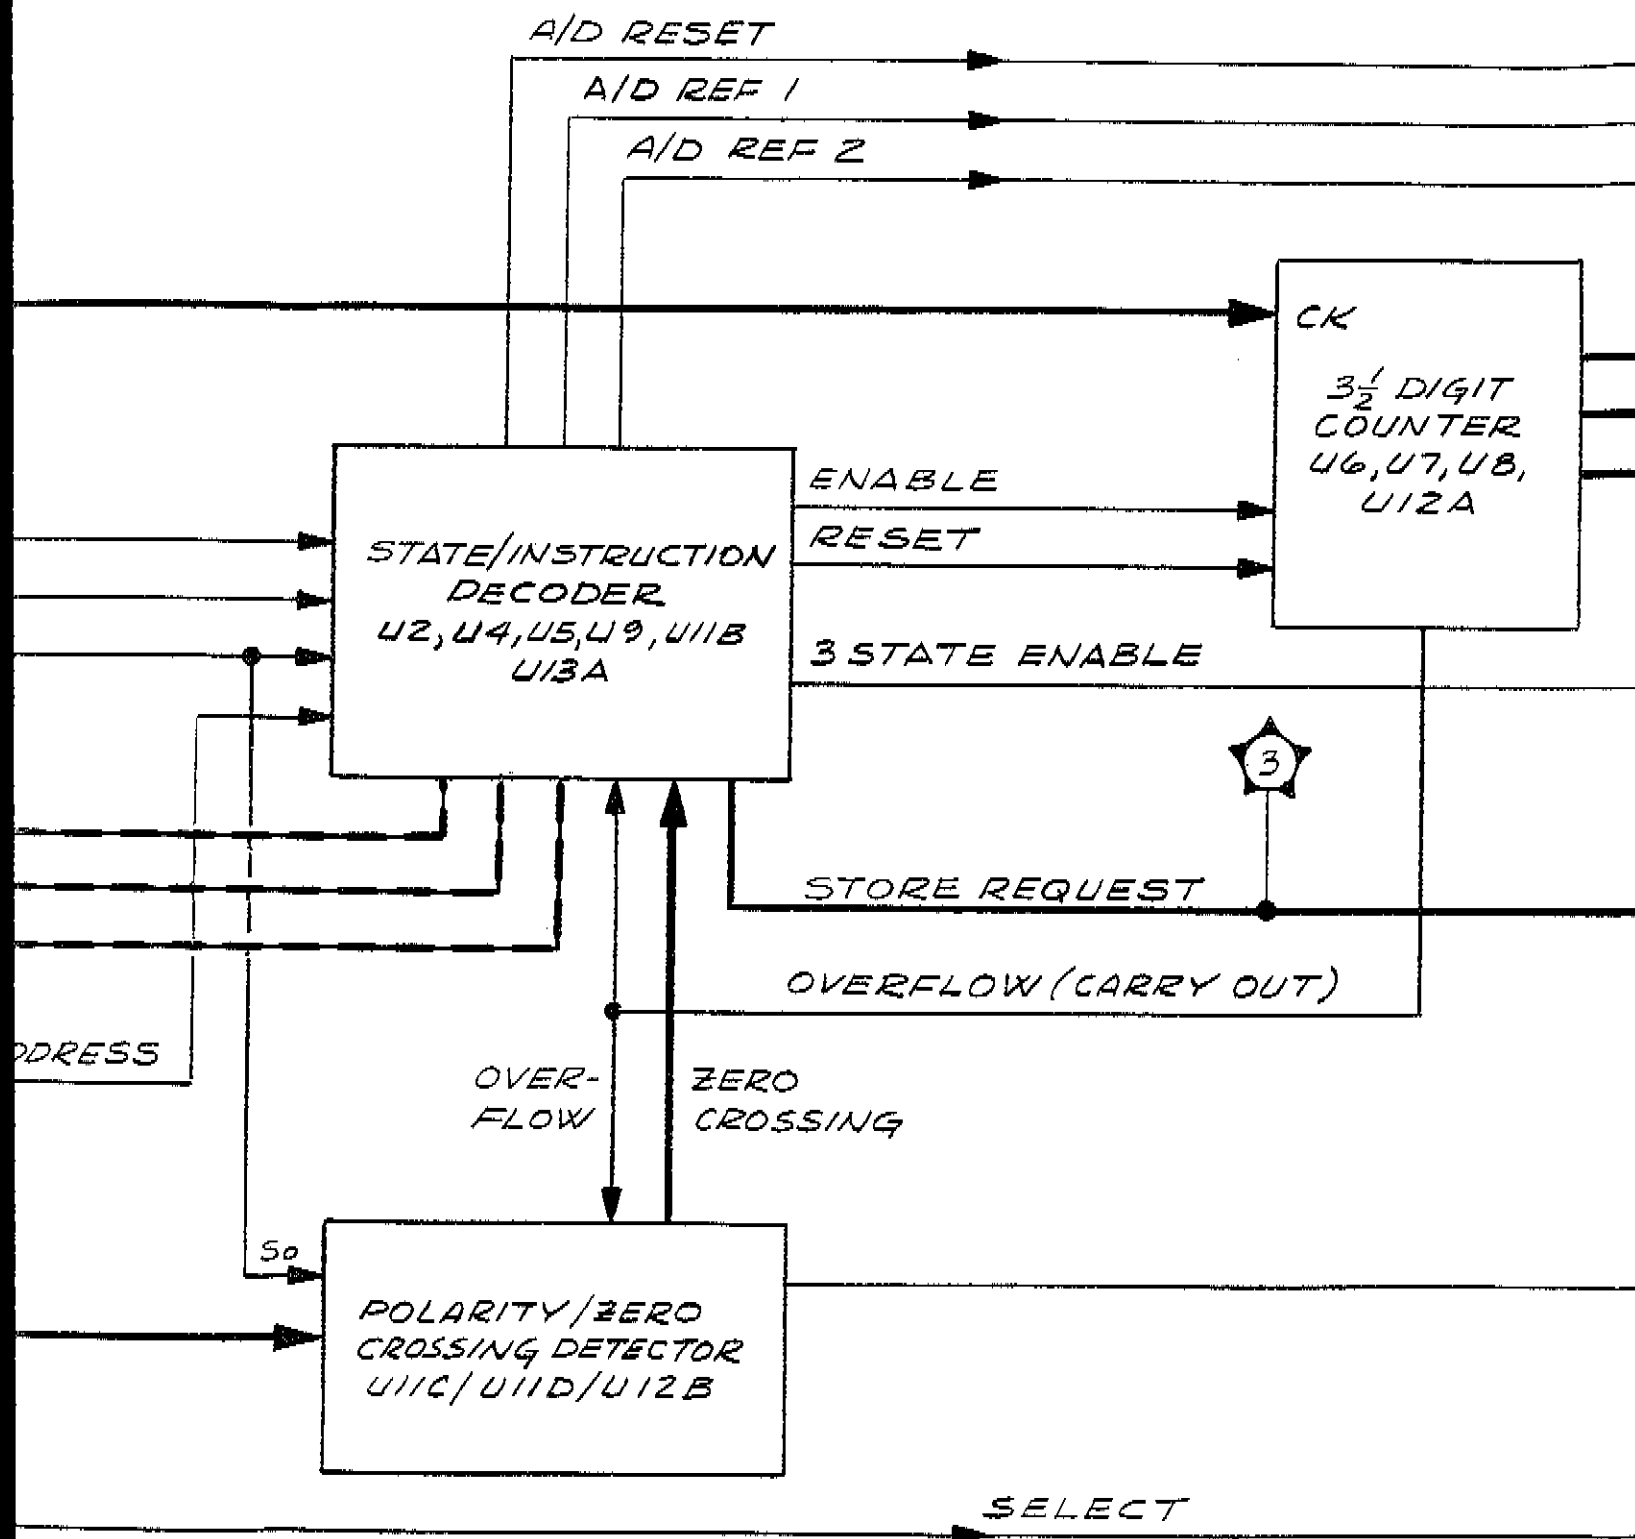 A/D RESET
A/D REF 1
A/D REF 2
CK
3½ DIGIT
COUNTER
U6, U7, U8,
U12A
ENABLE
RESET
STATE/INSTRUCTION
DECODER
U2, U4, U5, U9, U11B
U13A
3 STATE ENABLE
3
STORE REQUEST
OVERFLOW (CARRY OUT)
DDRESS
OVER-
FLOW
ZERO
CROSSING
S0
POLARITY/ZERO
CROSSING DETECTOR
U11C/U11D/U12B
SELECT